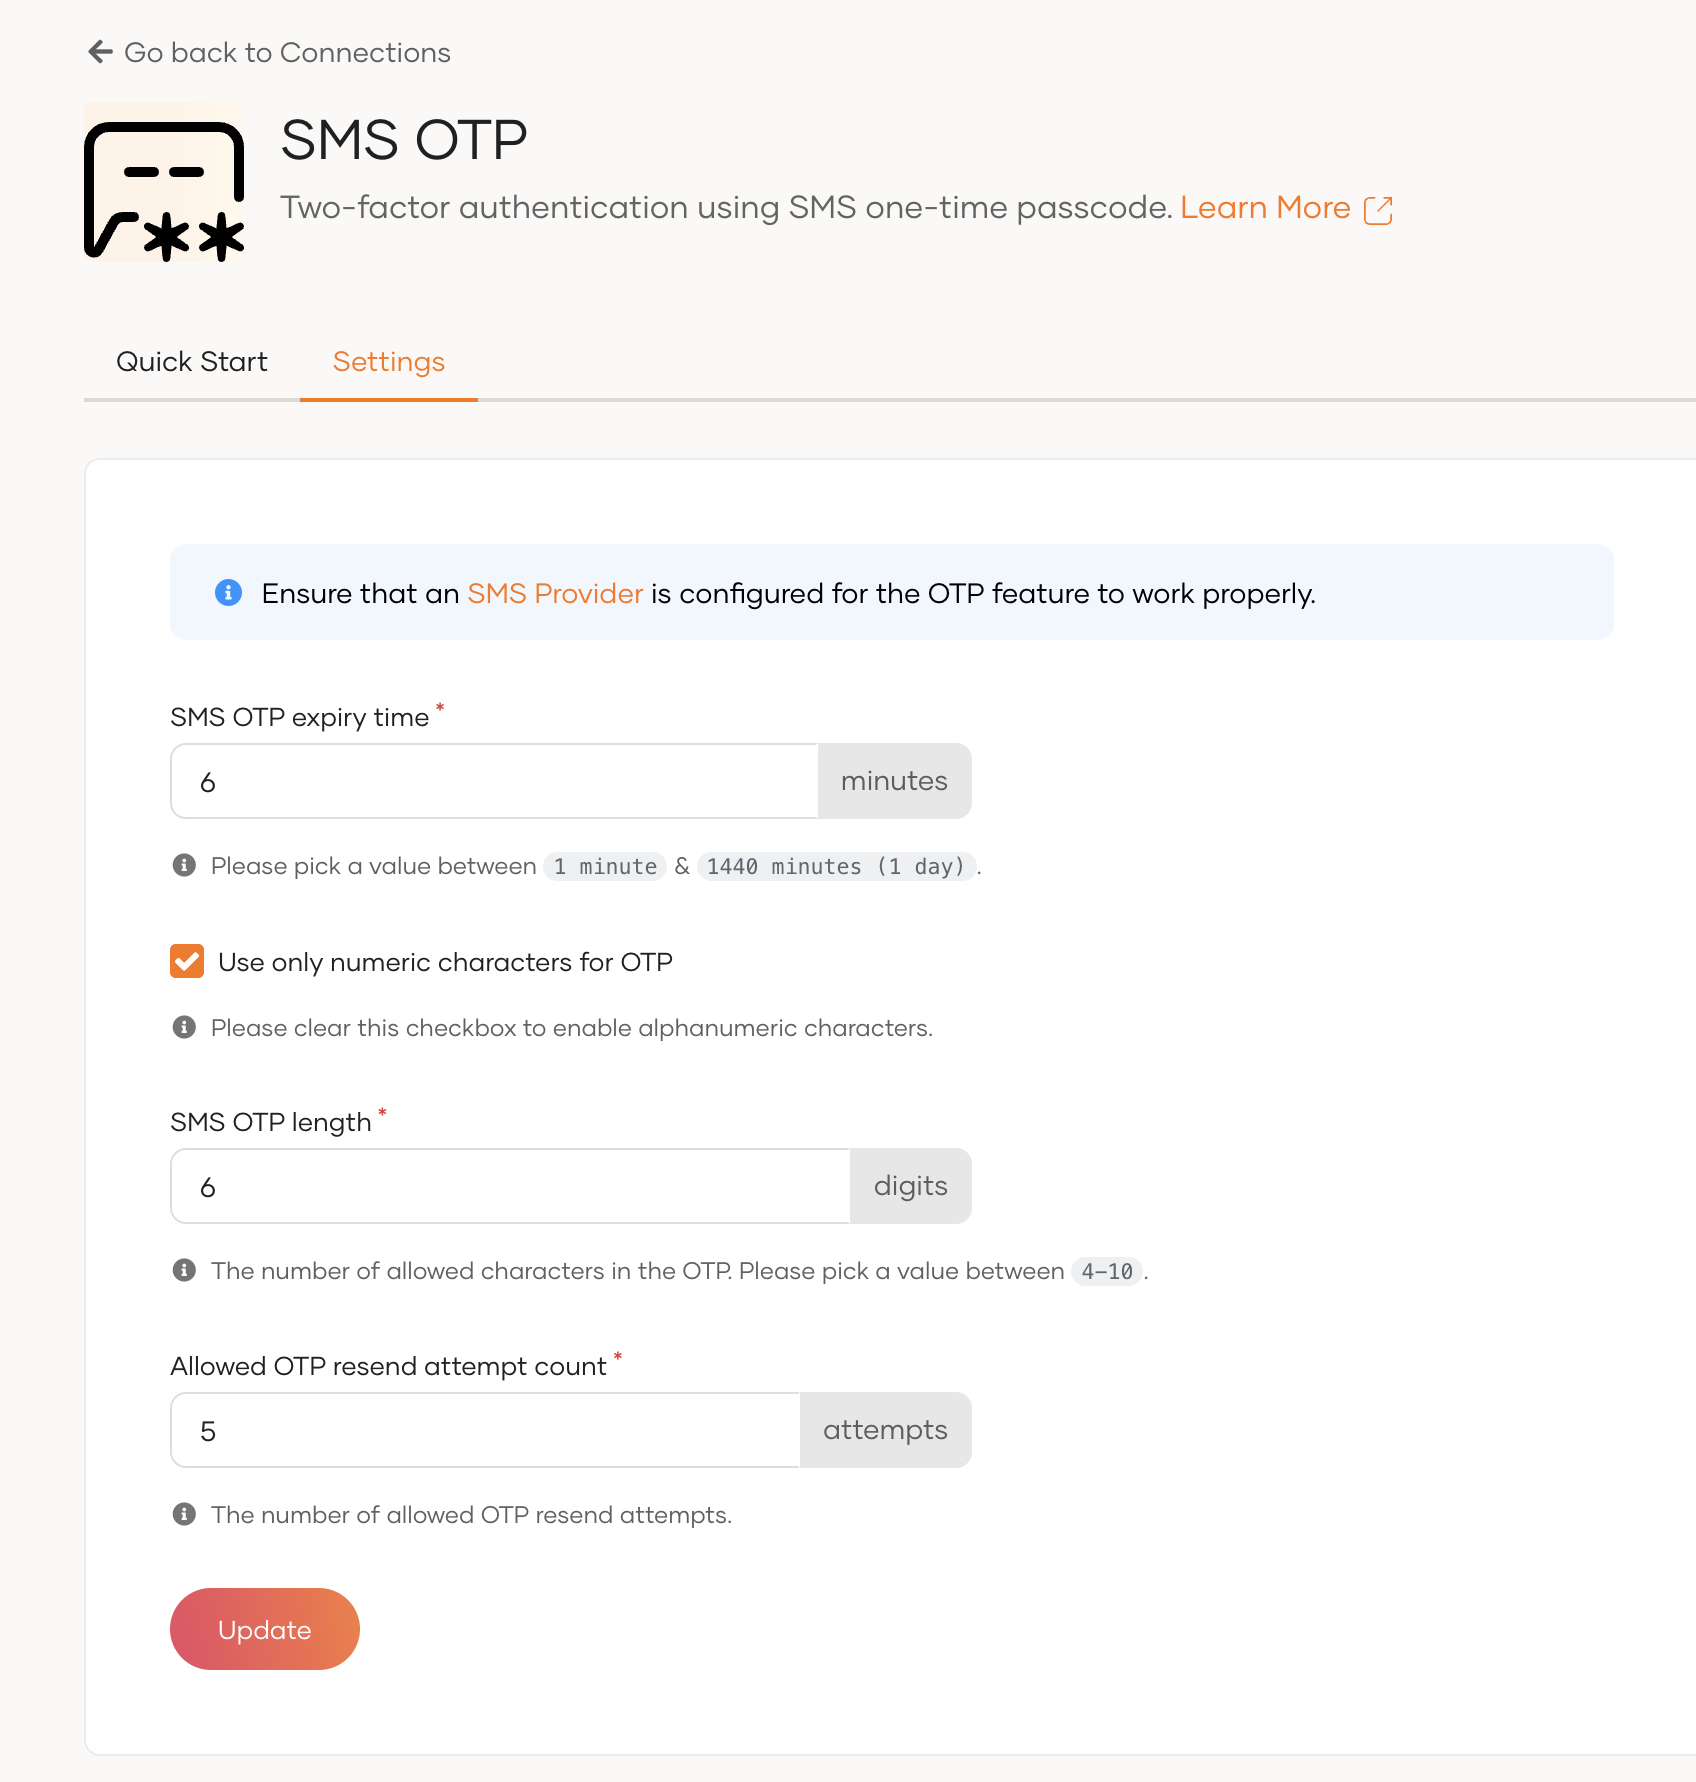 Go back to Connections
SMS OTP
Two-factor authentication using SMS one-time passcode. Learn More
Quick Start Settings
Ensure that an SMS Provider is configured for the OTP feature to work properly.
SMS OTP expiry time *
6 minutes
Please pick a value between 1 minute & 1440 minutes (1 day).
Use only numeric characters for OTP
Please clear this checkbox to enable alphanumeric characters.
SMS OTP length *
6 digits
The number of allowed characters in the OTP. Please pick a value between 4-10.
Allowed OTP resend attempt count *
5 attempts
The number of allowed OTP resend attempts.
Update